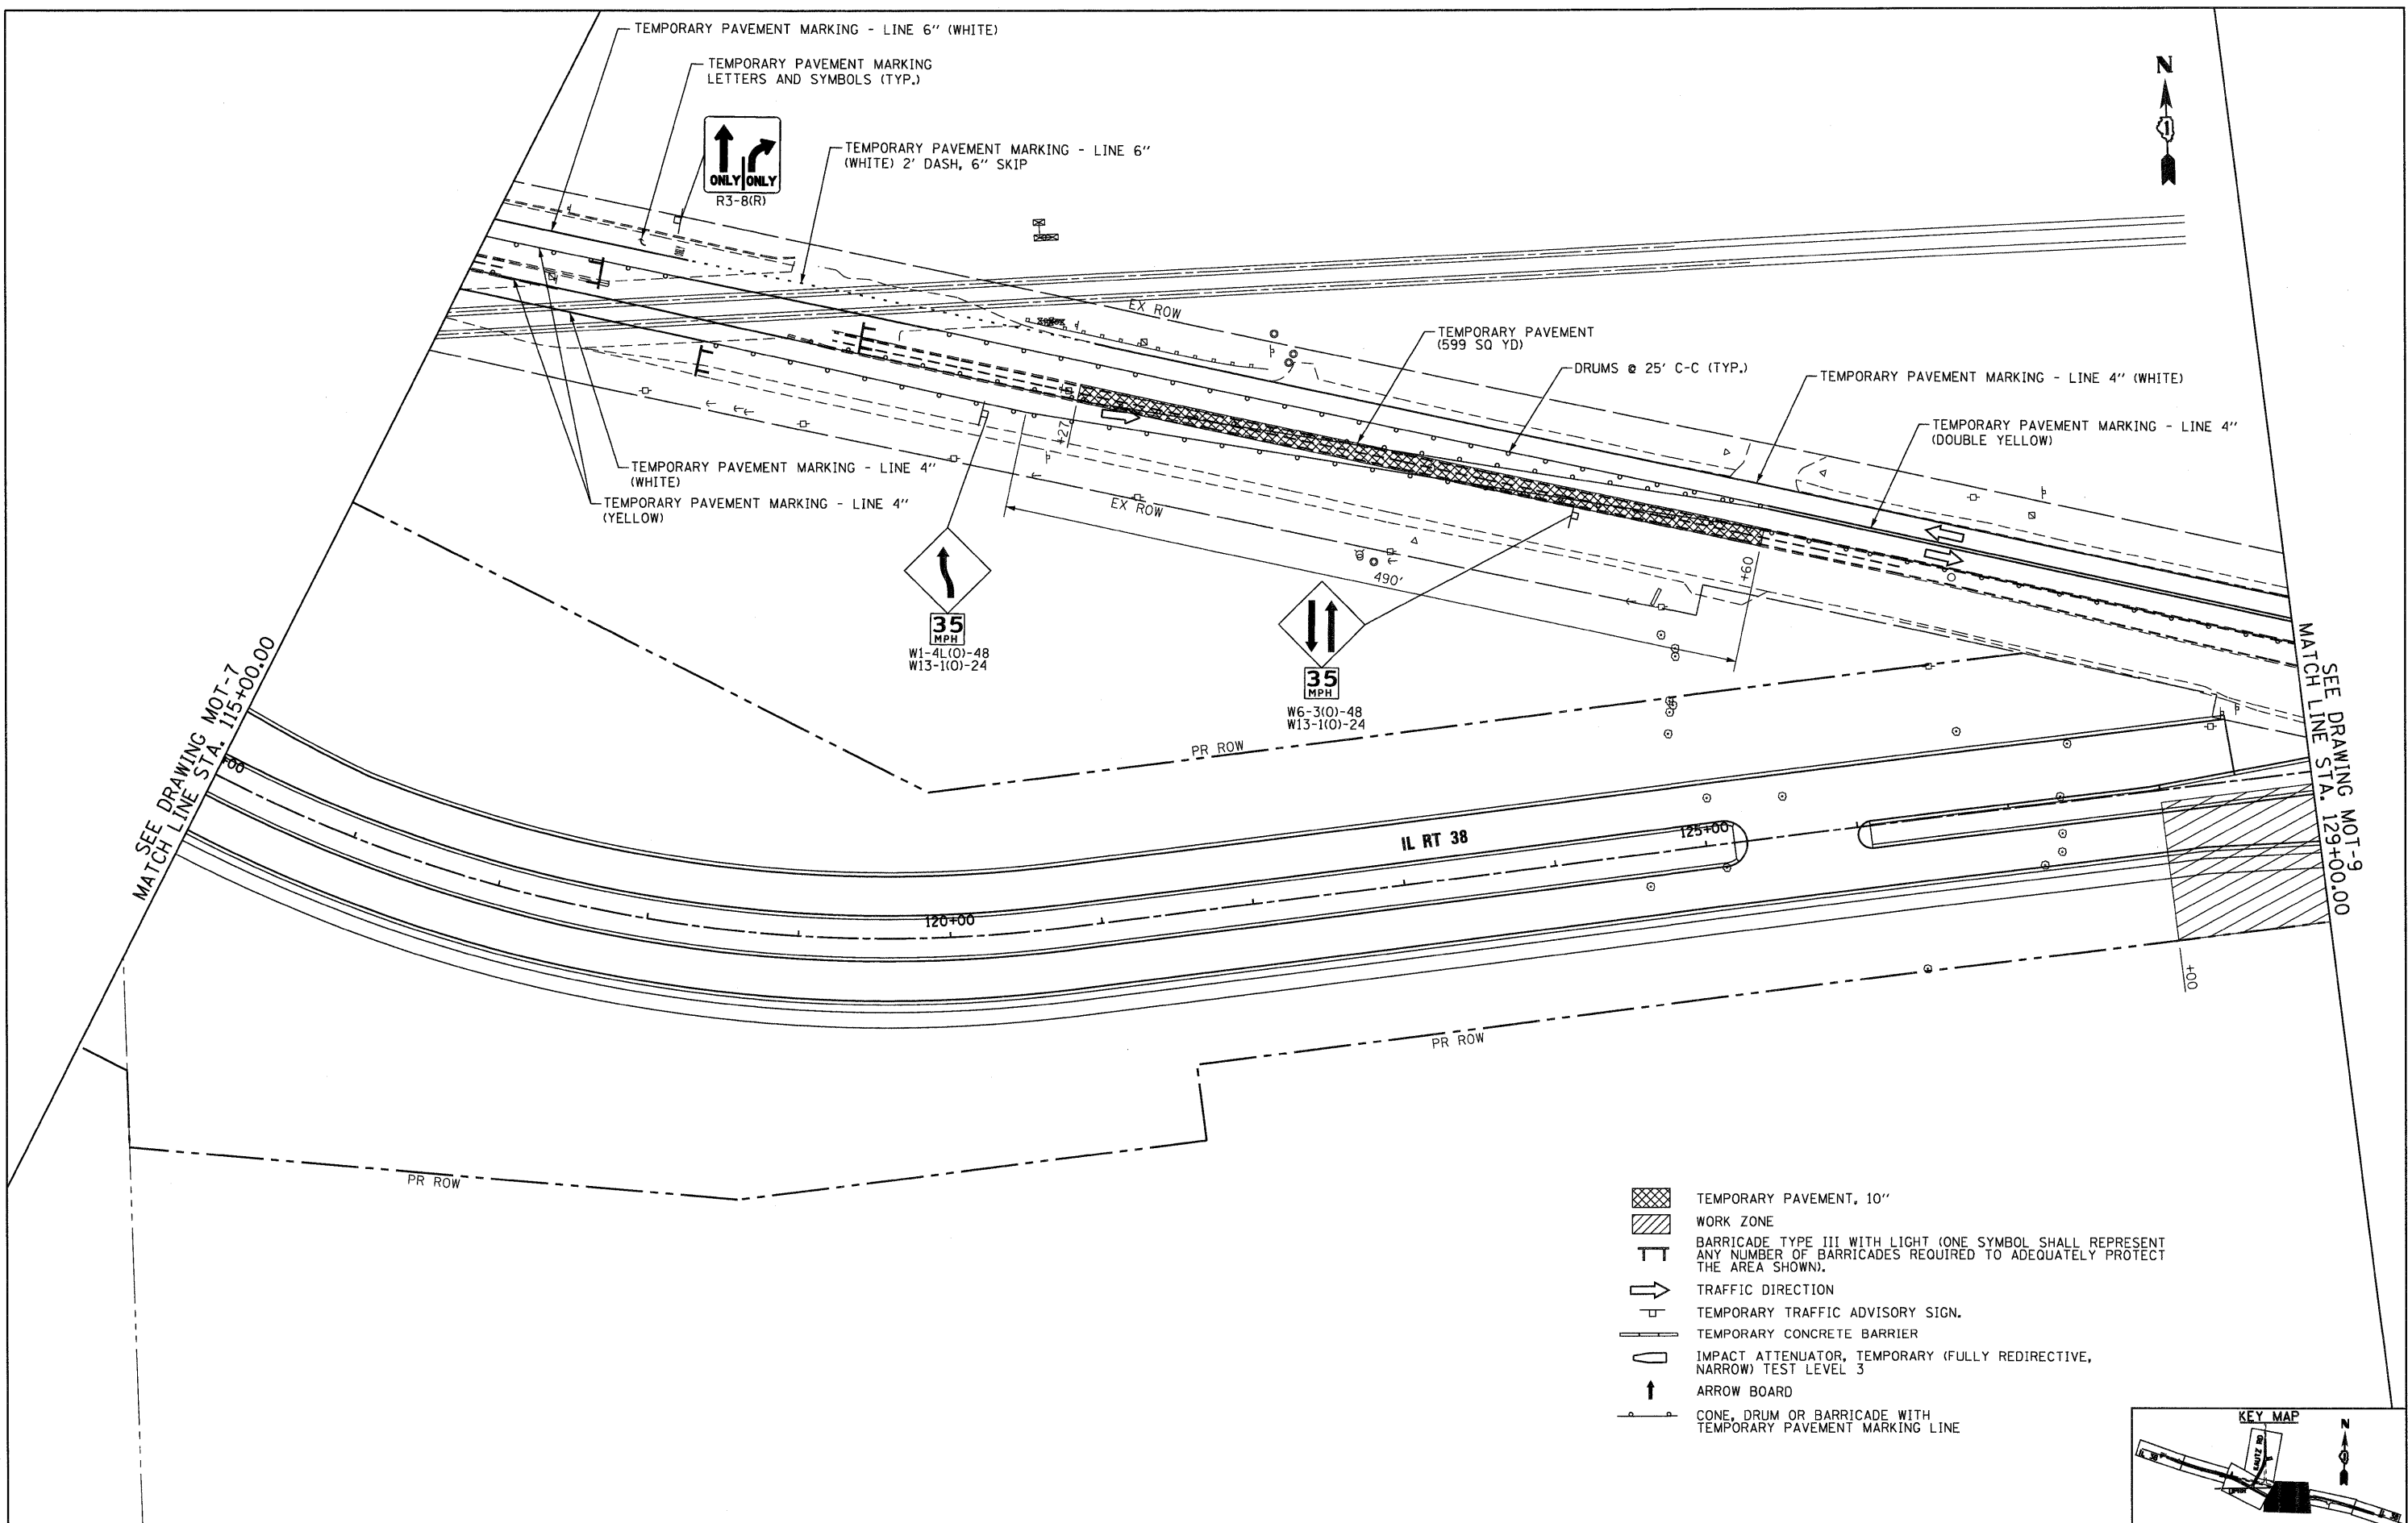 TEMPORARY PAVEMENT MARKING - LINE 6" (WHITE)
TEMPORARY PAVEMENT MARKING
LETTERS AND SYMBOLS (TYP.)
ONLY ONLY
R3-8(R)
TEMPORARY PAVEMENT MARKING - LINE 6"
(WHITE) 2' DASH, 6" SKIP
N
1
EX ROW
TEMPORARY PAVEMENT
(599 SQ YD)
DRUMS @ 25' C-C (TYP.)
TEMPORARY PAVEMENT MARKING - LINE 4" (WHITE)
TEMPORARY PAVEMENT MARKING - LINE 4"
(DOUBLE YELLOW)
+27
TEMPORARY PAVEMENT MARKING - LINE 4"
(WHITE)
TEMPORARY PAVEMENT MARKING - LINE 4"
(YELLOW)
EX ROW
490'
+60
35
MPH
W1-4L(O)-48
W13-1(O)-24
35
MPH
W6-3(O)-48
W13-1(O)-24
SEE DRAWING MOT-7
MATCH LINE STA. 115+00.00
+00
SEE DRAWING MOT-9
MATCH LINE STA. 129+00.00
PR ROW
IL RT 38
125+00
120+00
+00
PR ROW
PR ROW
TEMPORARY PAVEMENT, 10"
WORK ZONE
BARRICADE TYPE III WITH LIGHT (ONE SYMBOL SHALL REPRESENT
ANY NUMBER OF BARRICADES REQUIRED TO ADEQUATELY PROTECT
THE AREA SHOWN).
TRAFFIC DIRECTION
TEMPORARY TRAFFIC ADVISORY SIGN.
TEMPORARY CONCRETE BARRIER
IMPACT ATTENUATOR, TEMPORARY (FULLY REDIRECTIVE,
NARROW) TEST LEVEL 3
ARROW BOARD
CONE, DRUM OR BARRICADE WITH
TEMPORARY PAVEMENT MARKING LINE
KEY MAP
N
KAUTZ RD